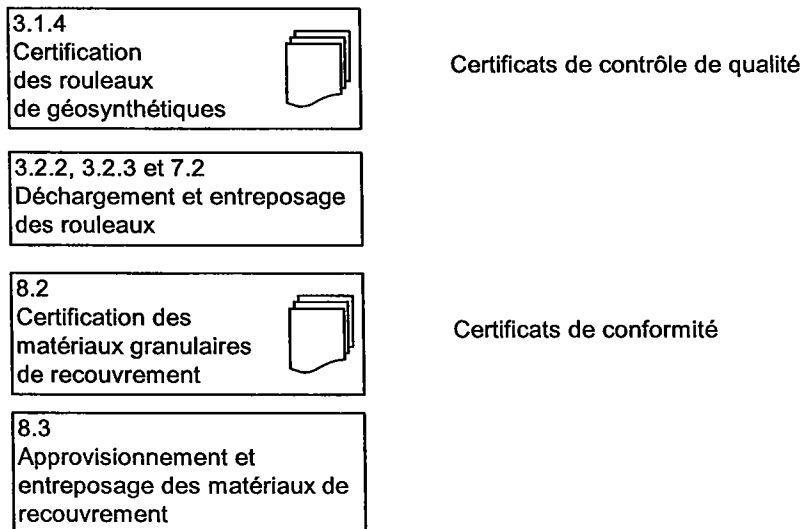 3.1.4
Certification
des rouleaux
de géosynthétiques
Certificats de contrôle de qualité
3.2.2, 3.2.3 et 7.2
Déchargement et entreposage
des rouleaux
8.2
Certification des
matériaux granulaires
de recouvrement
Certificats de conformité
8.3
Approvisionnement et
entreposage des matériaux de
recouvrement